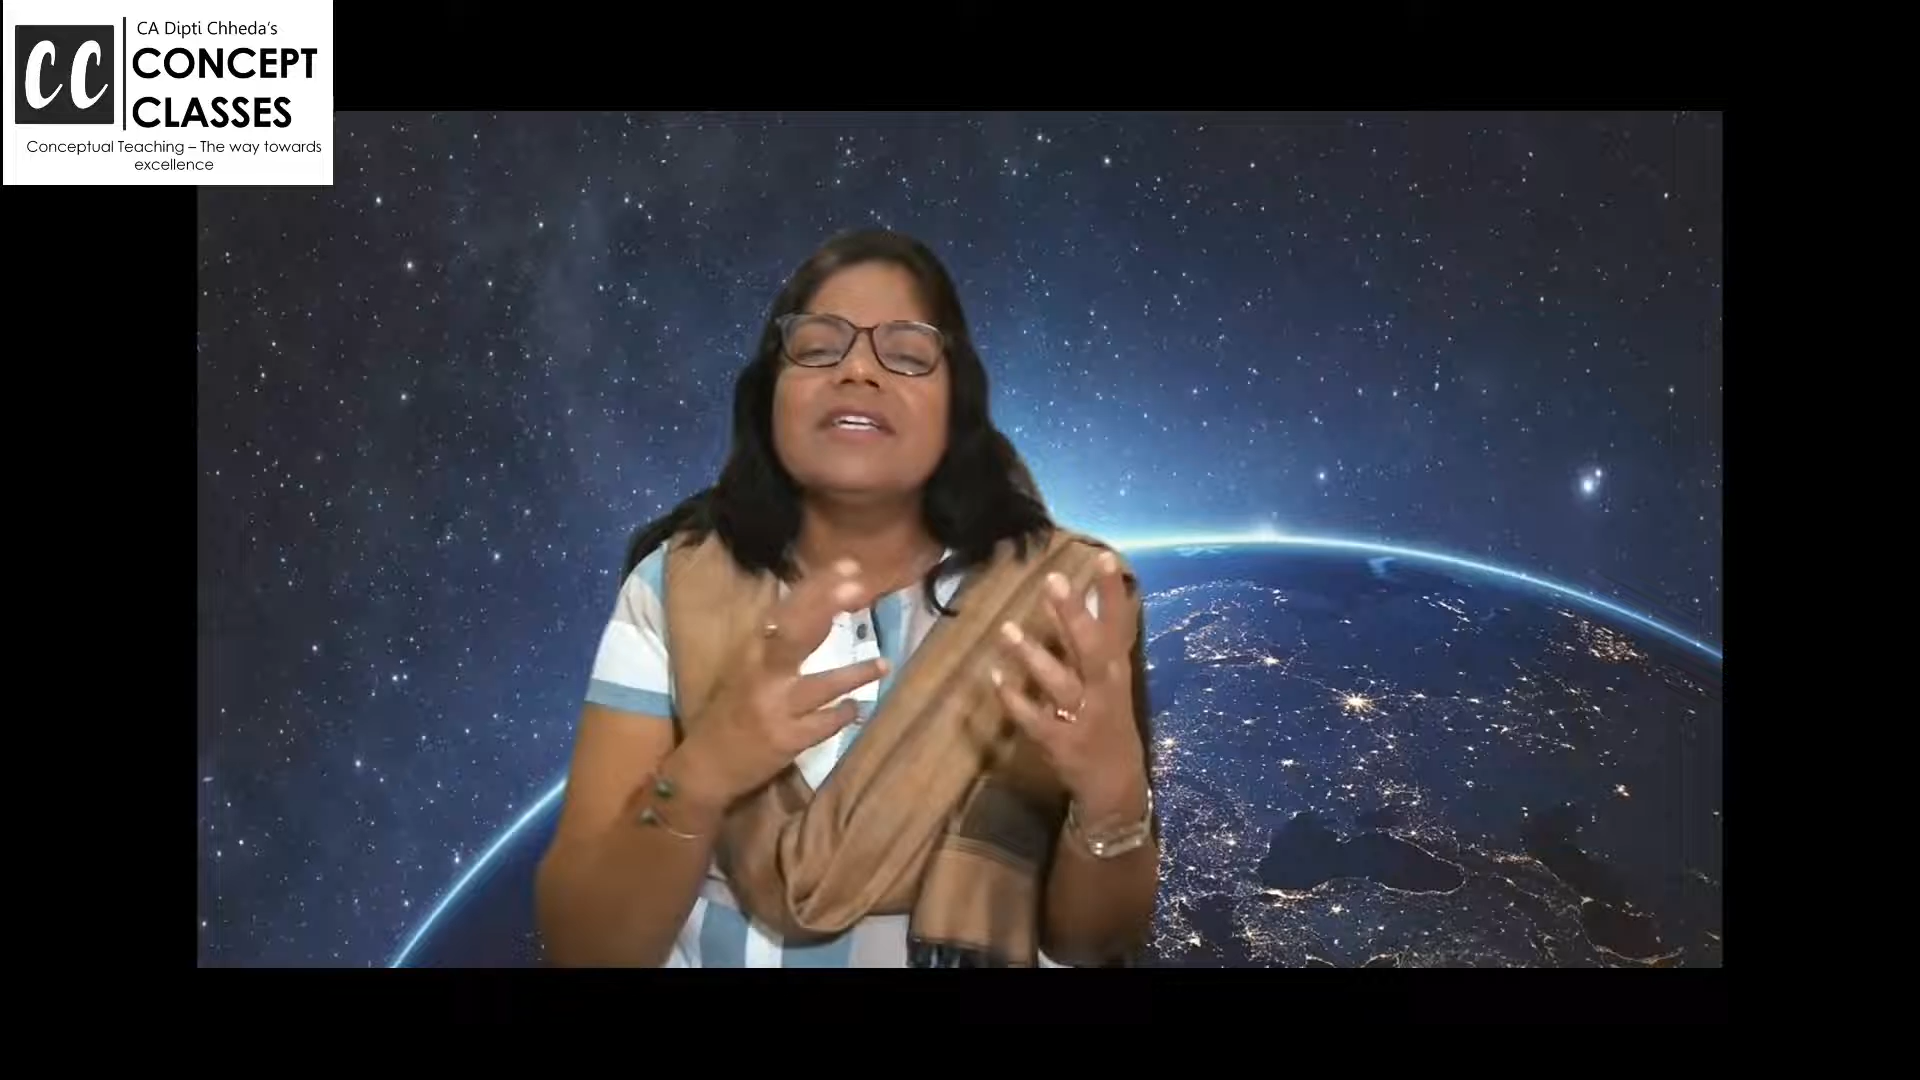 CC
CA Dipti Chheda's
CONCEPT
CLASSES
Conceptual Teaching – The way towards
excellence